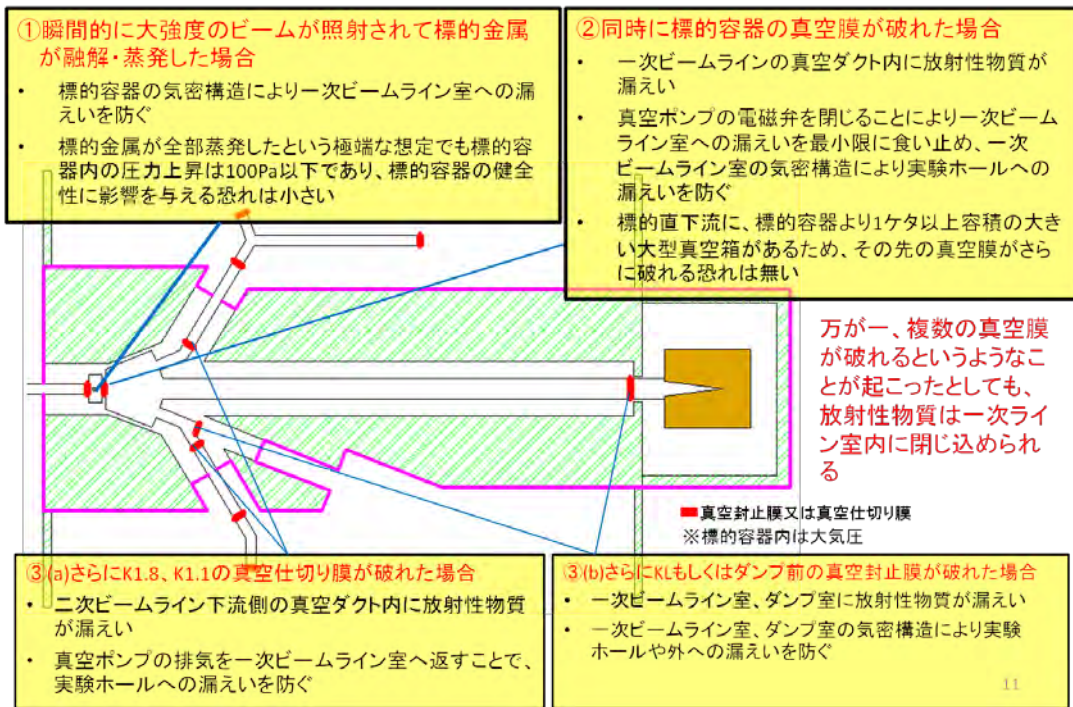 ①瞬間的に大強度のビームが照射されて標的金属
が融解・蒸発した場合
• 標的容器の気密構造により一次ビームライン室への漏
えいを防ぐ
• 標的金属が全部蒸発したという極端な想定でも標的容
器内の圧力上昇は100Pa以下であり、標的容器の健全
性に影響を与える恐れは小さい
②同時に標的容器の真空膜が破れた場合
• 一次ビームラインの真空ダクト内に放射性物質が
漏えい
• 真空ポンプの電磁弁を閉じることにより一次ビーム
ライン室への漏えいを最小限に食い止め、一次
ビームライン室の気密構造により実験ホールへの
漏えいを防ぐ
• 標的直下流に、標的容器より1ケタ以上容積の大き
い大型真空箱があるため、その先の真空膜がさら
に破れる恐れは無い
万が一、複数の真空膜
が破れるというようなこ
とが起こったとしても、
放射性物質は一次ライ
ン室内に閉じ込められ
る
真空封止膜又は真空仕切り膜
※標的容器内は大気圧
③(a)さらにK1.8、K1.1の真空仕切り膜が破れた場合
• 二次ビームライン下流側の真空ダクト内に放射性物質
が漏えい
• 真空ポンプの排気を一次ビームライン室へ返すことで、
実験ホールへの漏えいを防ぐ
③(b)さらにKLもしくはダンプ前の真空封止膜が破れた場合
• 一次ビームライン室、ダンプ室に放射性物質が漏えい
• 一次ビームライン室、ダンプ室の気密構造により実験
ホールや外への漏えいを防ぐ
11